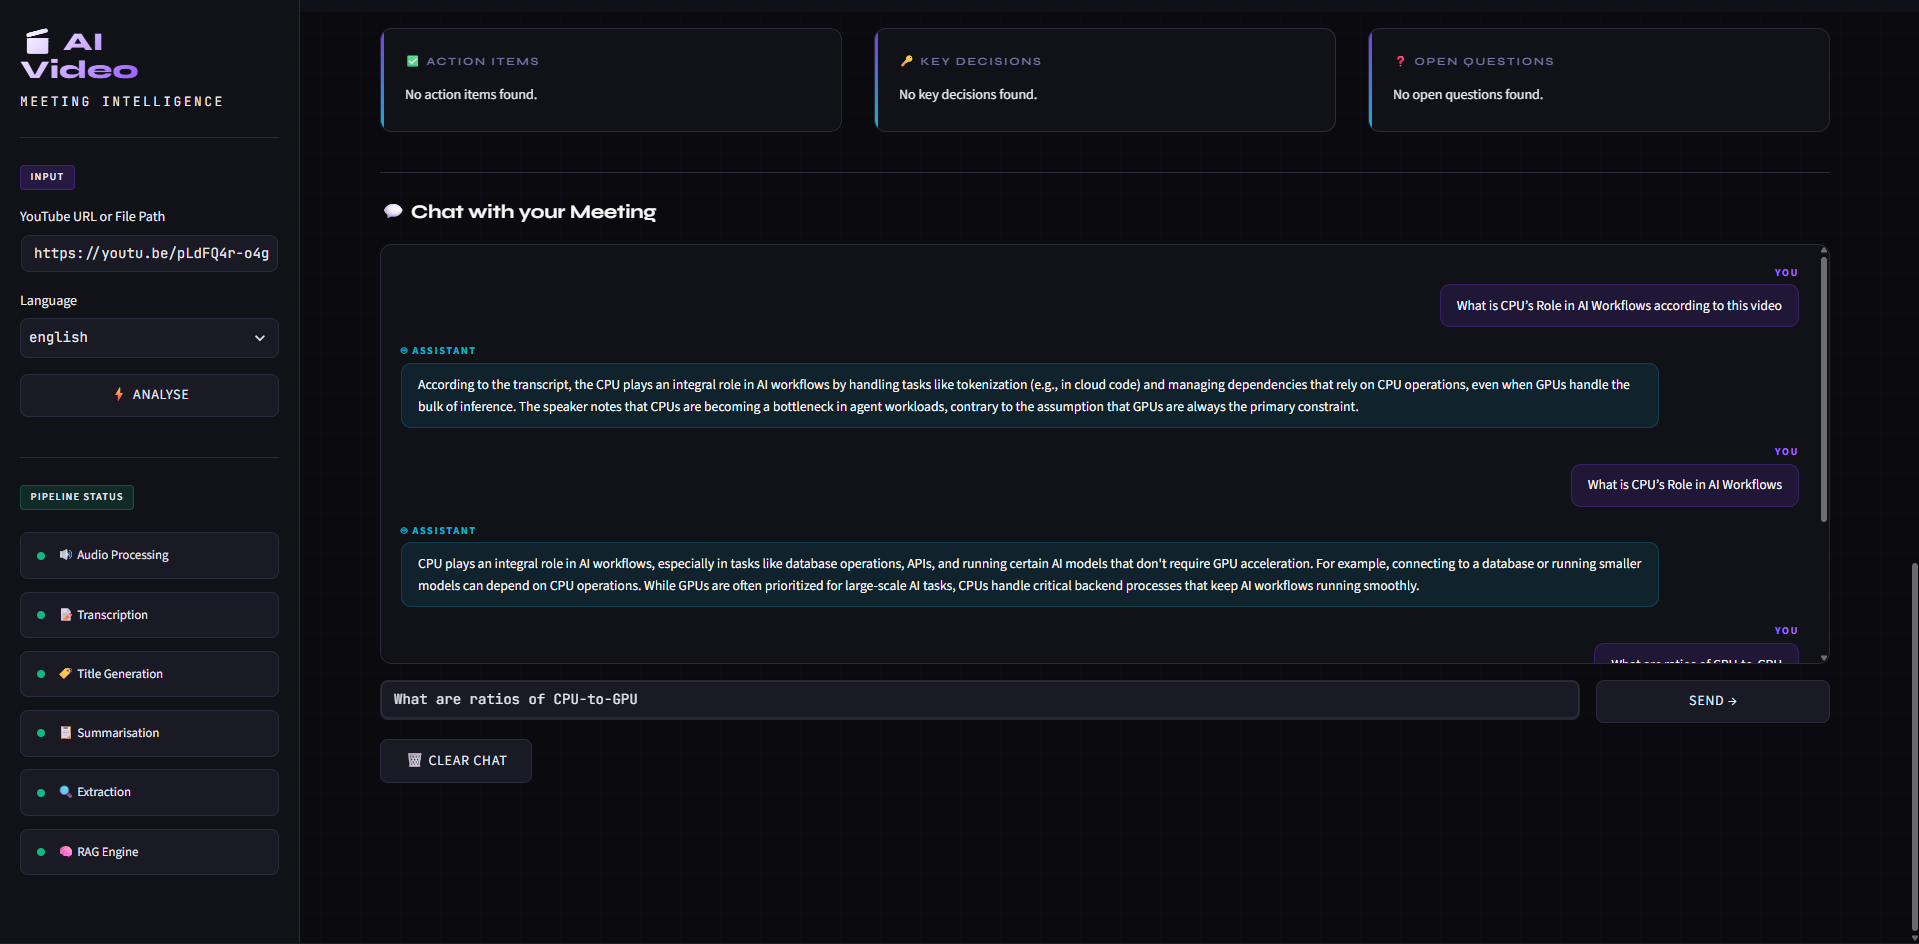 AI
Video
MEETING INTELLIGENCE
INPUT
YouTube URL or File Path
https://youtu.be/pLdFQ4r-o4g
Language
english
ANALYSE
PIPELINE STATUS
Audio Processing
Transcription
Title Generation
Summarisation
Extraction
RAG Engine
ACTION ITEMS
No action items found.
KEY DECISIONS
No key decisions found.
OPEN QUESTIONS
No open questions found.
Chat with your Meeting
YOU
What is CPU's Role in AI Workflows according to this video
ASSISTANT
According to the transcript, the CPU plays an integral role in AI workflows by handling tasks like tokenization (e.g., in cloud code) and managing dependencies that rely on CPU operations, even when GPUs handle the
bulk of inference. The speaker notes that CPUs are becoming a bottleneck in agent workloads, contrary to the assumption that GPUs are always the primary constraint.
YOU
What is CPU's Role in AI Workflows
ASSISTANT
CPU plays an integral role in AI workflows, especially in tasks like database operations, APIs, and running certain AI models that don't require GPU acceleration. For example, connecting to a database or running smaller
models can depend on CPU operations. While GPUs are often prioritized for large-scale AI tasks, CPUs handle critical backend processes that keep AI workflows running smoothly.
YOU
What are ratios of CPU-to-GPU
What are ratios of CPU-to-GPU
SEND →
CLEAR CHAT